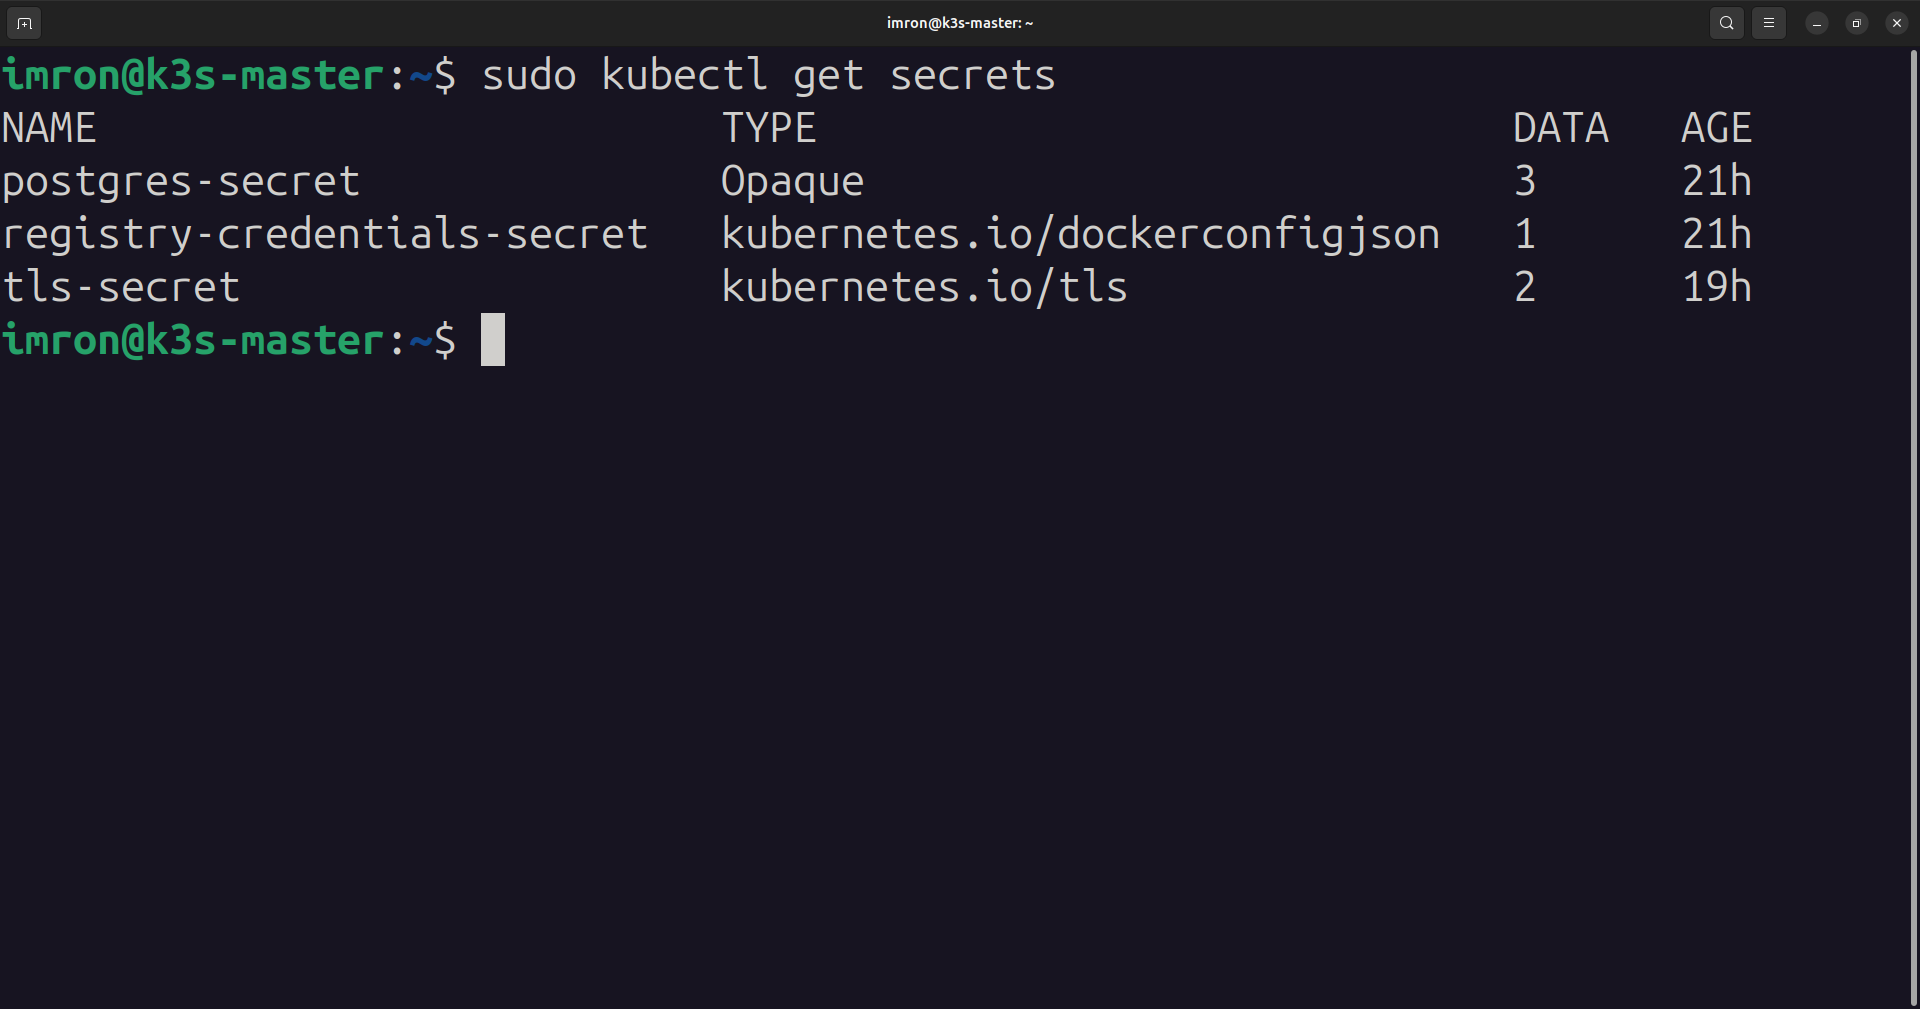 imron@k3s-master: ~
imron@k3s-master:~$ sudo kubectl get secrets
NAME TYPE DATA AGE
postgres-secret Opaque 3 21h
registry-credentials-secret kubernetes.io/dockerconfigjson 1 21h
tls-secret kubernetes.io/tls 2 19h
imron@k3s-master:~$